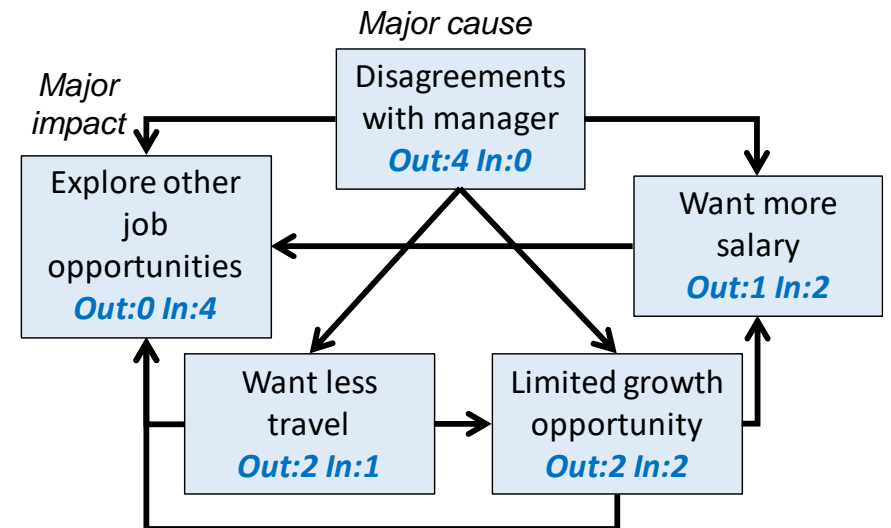 Major cause
Disagreements
with manager
Out:4 In:0
Major
impact
Explore other
job
opportunities
Out:0 In:4
Want more
salary
Out:1 In:2
Want less
travel
Out:2 In:1
Limited growth
opportunity
Out:2 In:2